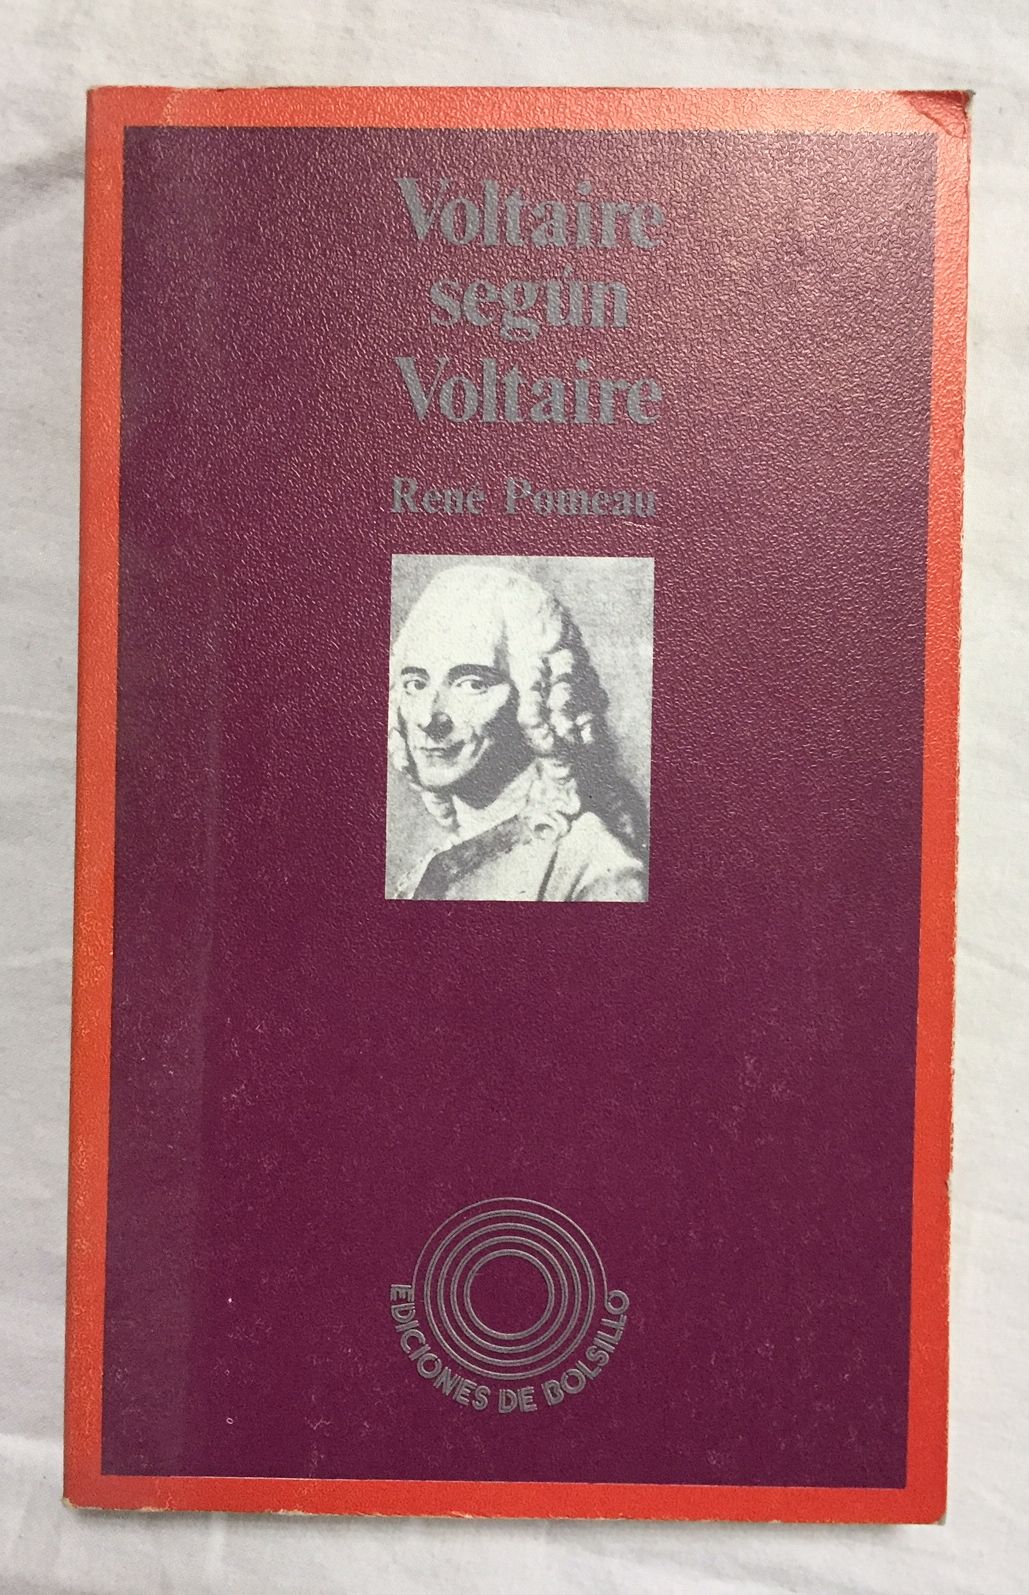 Voltaire
según
Voltaire
René Pomeau
EDICIONES DE BOLSILLO